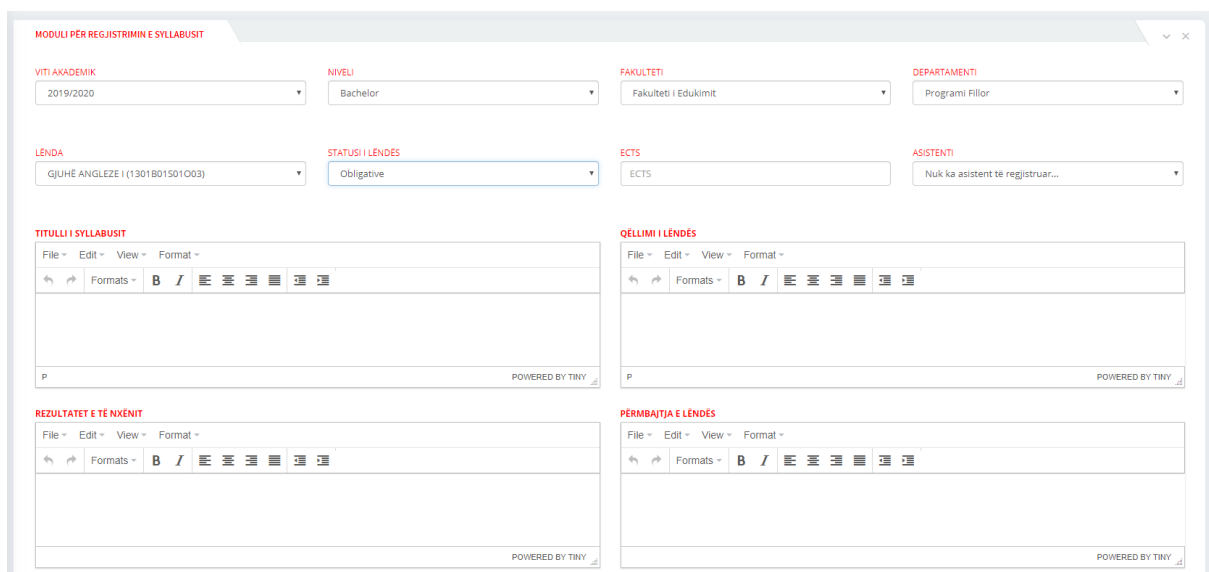 MODULI PËR REGJISTRIMIN E SYLLABUSIT
VITI AKADEMIK NIVELI FAKULTETI DEPARTAMENTI
2019/2020 Bachelor Fakulteti i Edukimit Programi Fillor
LËNDA STATUSI I LËNDËS ECTS ASISTENTI
GJUHË ANGLEZE I (1301B01S01O03) Obligative ECTS Nuk ka asistent të regjistruar...
TITULLI I SYLLABUSIT QËLLIMI I LËNDËS
File Edit View Format File Edit View Format
Formats B I Formats B I
P POWERED BY TINY P POWERED BY TINY
REZULTATET E TË NXËNIT PËRMBAJTJA E LËNDËS
File Edit View Format File Edit View Format
Formats B I Formats B I
POWERED BY TINY POWERED BY TINY